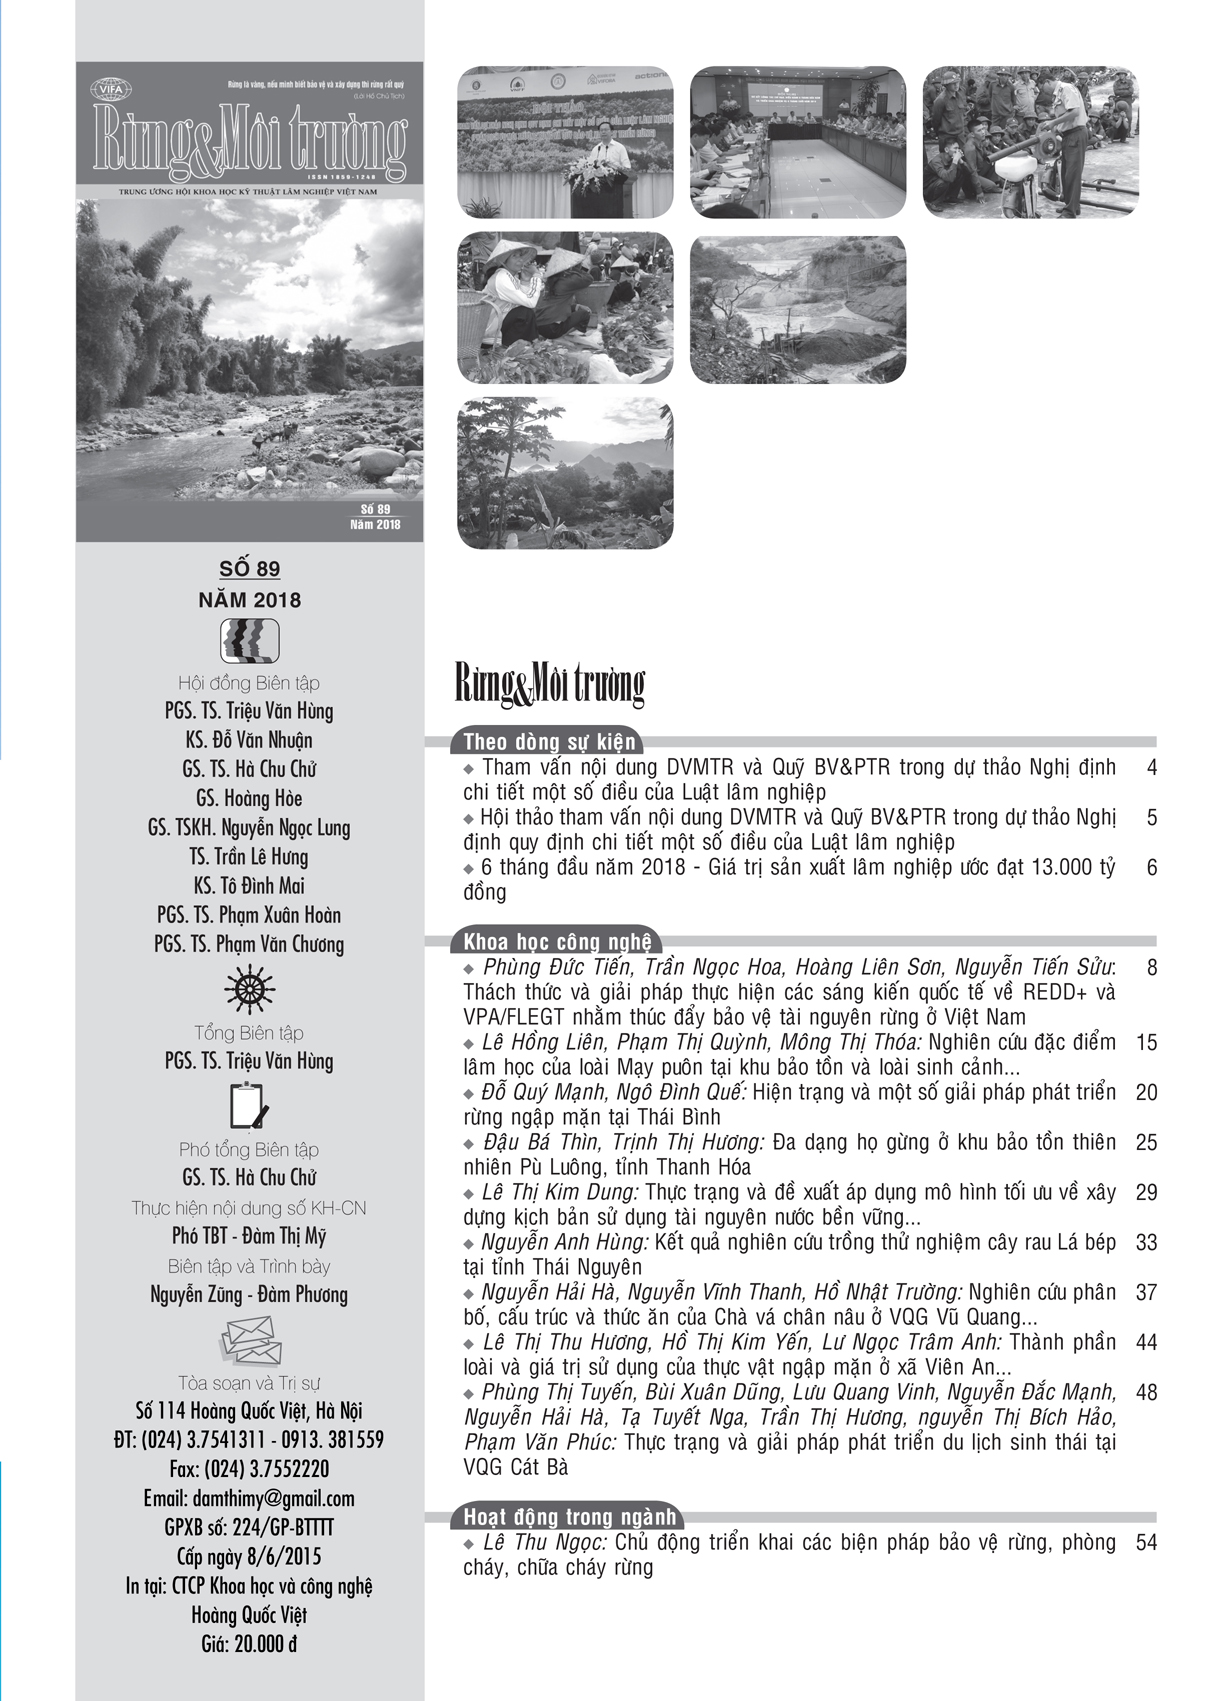 VIFA
Rừng là vàng, nếu mình biết bảo vệ và xây dựng thì rừng rất quý
(Lời Hồ Chủ Tịch)
Rừng&Môi trường
ISSN 1859-1248
TRUNG ƯƠNG HỘI KHOA HỌC KỸ THUẬT LÂM NGHIỆP VIỆT NAM
Số 89
Năm 2018
SỐ 89
NĂM 2018
Hội đồng Biên tập
PGS. TS. Triệu Văn Hùng
KS. Đỗ Văn Nhuận
GS. TS. Hà Chu Chử
GS. Hoàng Hòe
GS. TSKH. Nguyễn Ngọc Lung
TS. Trần Lê Hưng
KS. Tô Đình Mai
PGS. TS. Phạm Xuân Hoàn
PGS. TS. Phạm Văn Chương
Tổng Biên tập
PGS. TS. Triệu Văn Hùng
Phó tổng Biên tập
GS. TS. Hà Chu Chử
Thực hiện nội dung số KH-CN
Phó TBT - Đàm Thị Mỹ
Biên tập và Trình bày
Nguyễn Zũng - Đàm Phương
Tòa soạn và Trị sự
Số 114 Hoàng Quốc Việt, Hà Nội
ĐT: (024) 3.7541311 - 0913. 381559
Fax: (024) 3.7552220
Email: damthimy@gmail.com
GPXB số: 224/GP-BTTTT
Cấp ngày 8/6/2015
In tại: CTCP Khoa học và công nghệ
Hoàng Quốc Việt
Giá: 20.000 đ
HỘI THẢO
Rừng&Môi trường
Theo dòng sự kiện
◆ Tham vấn nội dung DVMTR và Quỹ BV&PTR trong dự thảo Nghị định 4
chi tiết một số điều của Luật lâm nghiệp
◆ Hội thảo tham vấn nội dung DVMTR và Quỹ BV&PTR trong dự thảo Nghị 5
định quy định chi tiết một số điều của Luật lâm nghiệp
◆ 6 tháng đầu năm 2018 - Giá trị sản xuất lâm nghiệp ước đạt 13.000 tỷ 6
đồng
Khoa học công nghệ
◆ Phùng Đức Tiến, Trần Ngọc Hoa, Hoàng Liên Sơn, Nguyễn Tiến Sửu: 8
Thách thức và giải pháp thực hiện các sáng kiến quốc tế về REDD+ và
VPA/FLEGT nhằm thúc đẩy bảo vệ tài nguyên rừng ở Việt Nam
◆ Lê Hồng Liên, Phạm Thị Quỳnh, Mông Thị Thóa: Nghiên cứu đặc điểm 15
lâm học của loài Mạy puôn tại khu bảo tồn và loài sinh cảnh...
◆ Đỗ Quý Mạnh, Ngô Đình Quế: Hiện trạng và một số giải pháp phát triển 20
rừng ngập mặn tại Thái Bình
◆ Đậu Bá Thìn, Trịnh Thị Hương: Đa dạng họ gừng ở khu bảo tồn thiên 25
nhiên Pù Luông, tỉnh Thanh Hóa
◆ Lê Thị Kim Dung: Thực trạng và đề xuất áp dụng mô hình tối ưu về xây 29
dựng kịch bản sử dụng tài nguyên nước bền vững...
◆ Nguyễn Anh Hùng: Kết quả nghiên cứu trồng thử nghiệm cây rau Lá bép 33
tại tỉnh Thái Nguyên
◆ Nguyễn Hải Hà, Nguyễn Vĩnh Thanh, Hồ Nhật Trường: Nghiên cứu phân 37
bố, cấu trúc và thức ăn của Chà vá chân nâu ở VQG Vũ Quang...
◆ Lê Thị Thu Hương, Hồ Thị Kim Yến, Lư Ngọc Trâm Anh: Thành phần 44
loài và giá trị sử dụng của thực vật ngập mặn ở xã Viên An...
◆ Phùng Thị Tuyến, Bùi Xuân Dũng, Lưu Quang Vinh, Nguyễn Đắc Mạnh, 48
Nguyễn Hải Hà, Tạ Tuyết Nga, Trần Thị Hương, nguyễn Thị Bích Hảo,
Phạm Văn Phúc: Thực trạng và giải pháp phát triển du lịch sinh thái tại
VQG Cát Bà
Hoạt động trong ngành
◆ Lê Thu Ngọc: Chủ động triển khai các biện pháp bảo vệ rừng, phòng 54
cháy, chữa cháy rừng